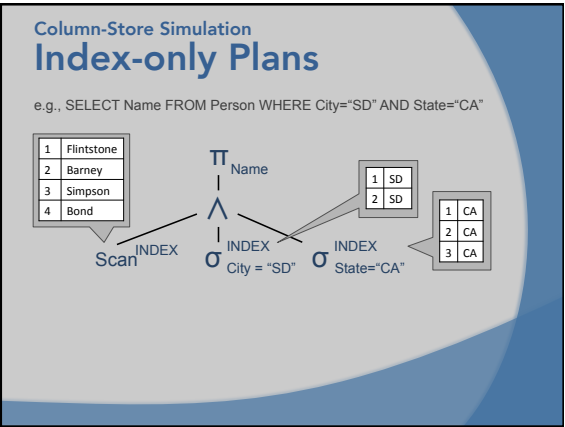 Column-Store Simulation
Index-only Plans
e.g., SELECT Name FROM Person WHERE City=“SD” AND State=“CA”
1 Flintstone
2 Barney
3 Simpson
4 Bond
π Name
1 SD
2 SD
1 CA
2 CA
3 CA
⋀
Scan INDEX
σ INDEX City = “SD”
σ INDEX State=“CA”